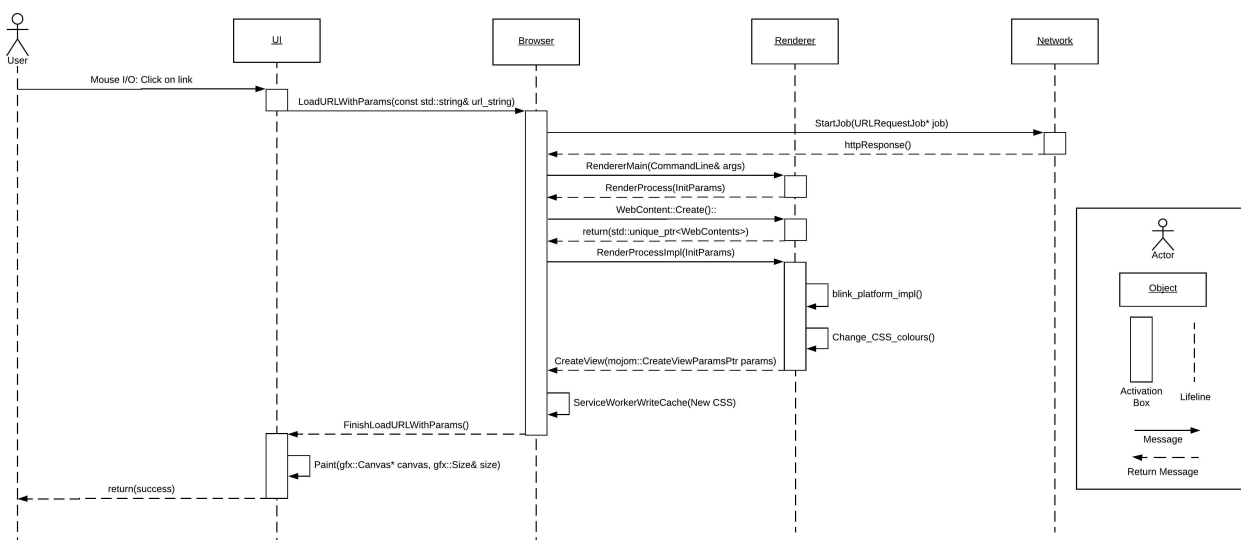 User
UI
Browser
Renderer
Network
Mouse I/O: Click on link
LoadURLWithParams(const std::string& url_string)
StartJob(URLRequestJob* job)
httpResponse()
RendererMain(CommandLine& args)
RenderProcess(InitParams)
WebContent::Create()::
return(std::unique_ptr<WebContents>)
RenderProcessImpl(InitParams)
blink_platform_impl()
Change_CSS_colours()
CreateView(mojom::CreateViewParamsPtr params)
ServiceWorkerWriteCache(New CSS)
FinishLoadURLWithParams()
Paint(gfx::Canvas* canvas, gfx::Size& size)
return(success)
Actor
Object
Activation
Box
Lifeline
Message
Return Message